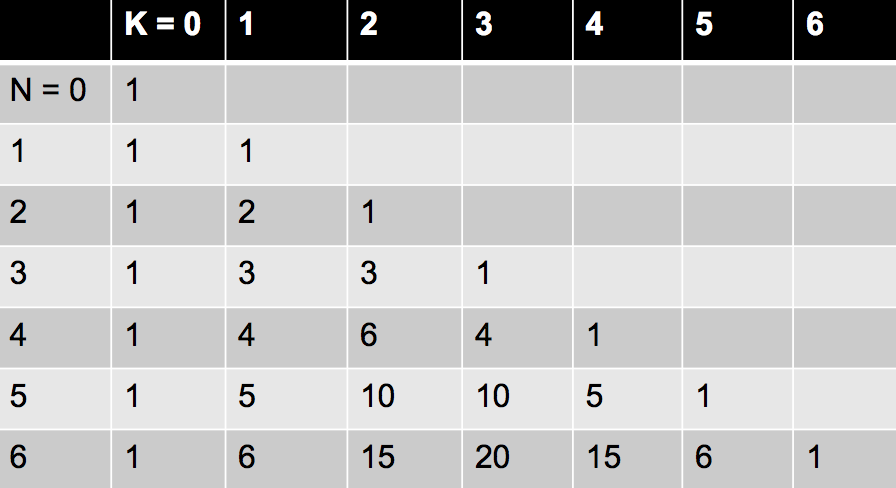 K = 0 1 2 3 4 5 6
N = 0 1
1 1 1
2 1 2 1
3 1 3 3 1
4 1 4 6 4 1
5 1 5 10 10 5 1
6 1 6 15 20 15 6 1